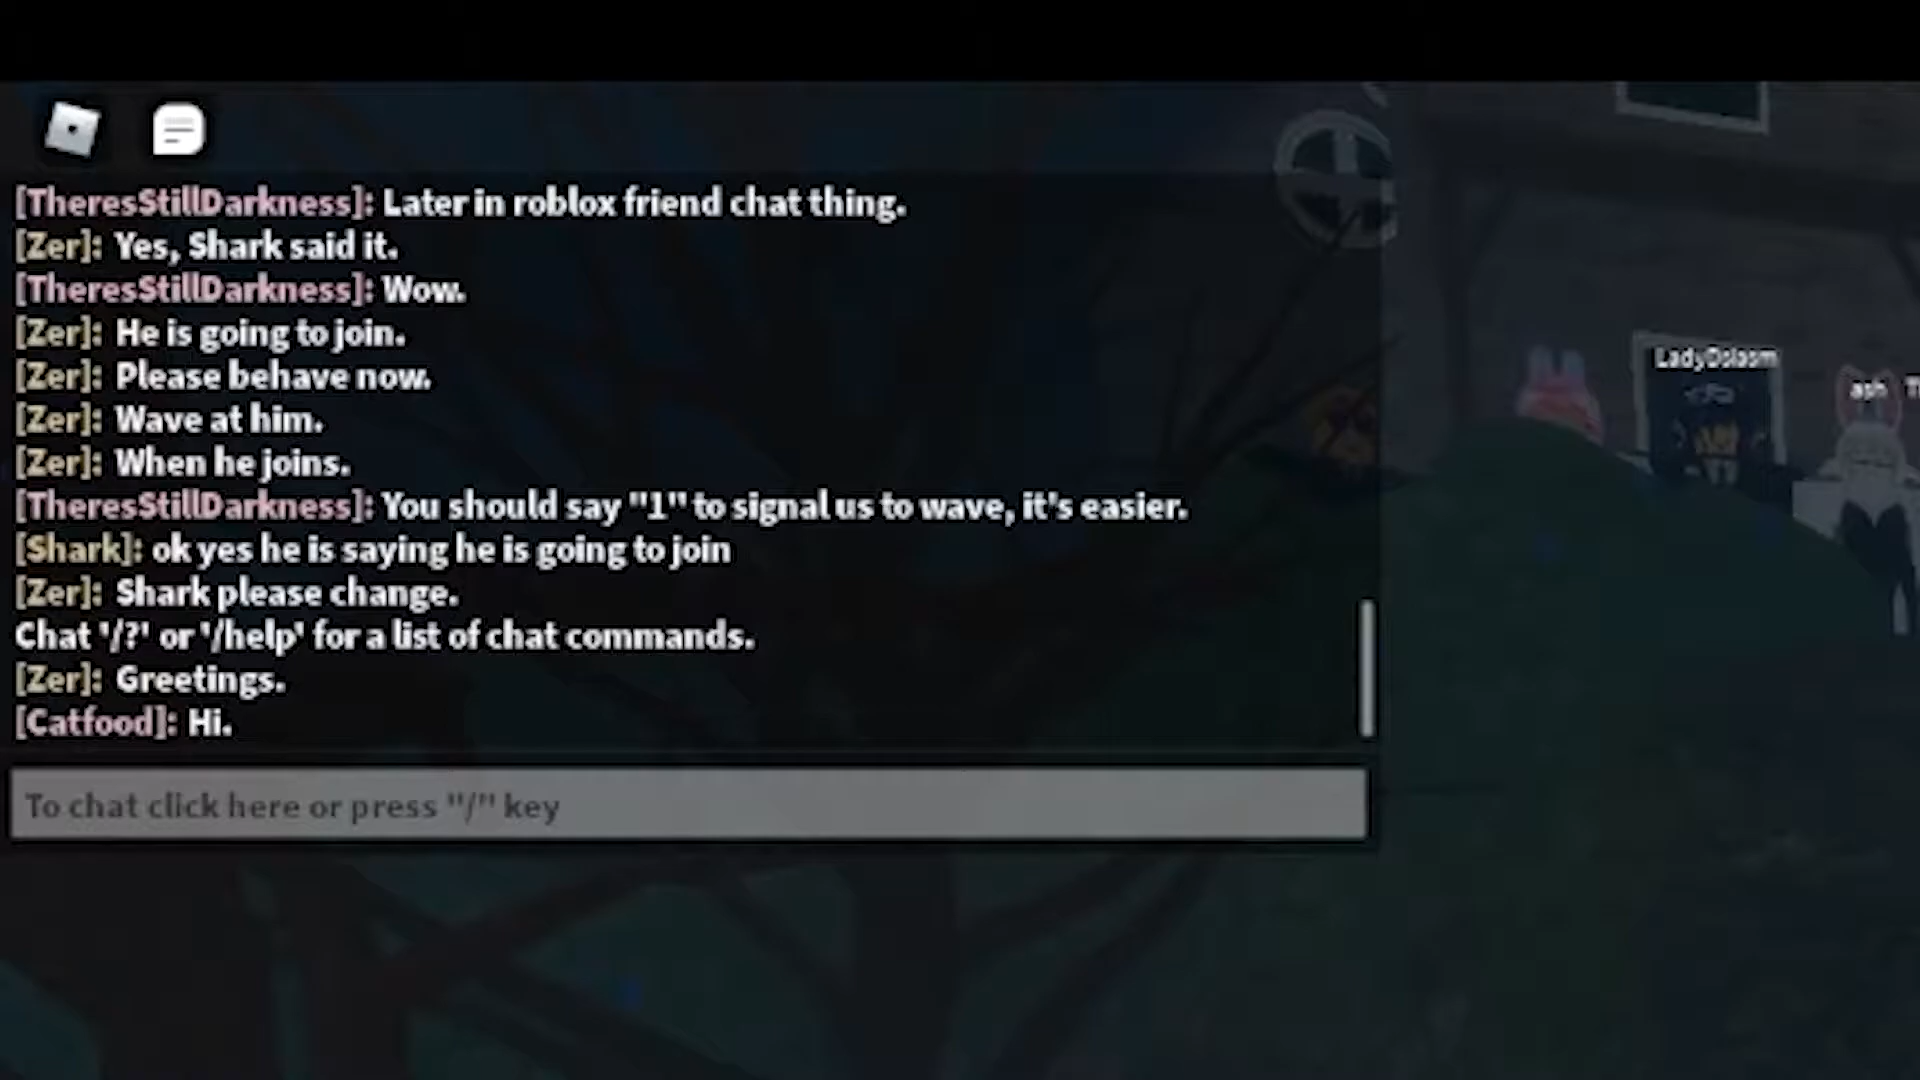 [TheresStillDarkness]: Later in roblox friend chat thing.
[Zer]: Yes, Shark said it.
[TheresStillDarkness]: Wow.
[Zer]: He is going to join.
[Zer]: Please behave now.
[Zer]: Wave at him.
[Zer]: When he joins.
[TheresStillDarkness]: You should say "1" to signal us to wave, it's easier.
[Shark]: ok yes he is saying he is going to join
[Zer]: Shark please change.
Chat '/?' or '/help' for a list of chat commands.
[Zer]: Greetings.
[Catfood]: Hi.
To chat click here or press "/" key
ash